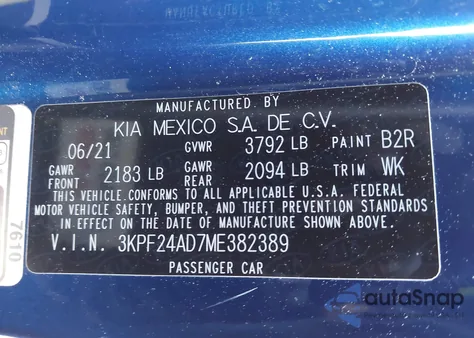 MANUFACTURED BY
KIA MEXICO S.A. DE C.V.
06/21 GVWR 3792 LB PAINT B2R
GAWR FRONT 2183 LB GAWR REAR 2094 LB TRIM WK
THIS VEHICLE CONFORMS TO ALL APPLICABLE U.S.A. FEDERAL
MOTOR VEHICLE SAFETY, BUMPER, AND THEFT PREVENTION STANDARDS
IN EFFECT ON THE DATE OF MANUFACTURE SHOWN ABOVE.
V.I.N. 3KPF24AD7ME382389
PASSENGER CAR
7610
autoSnap